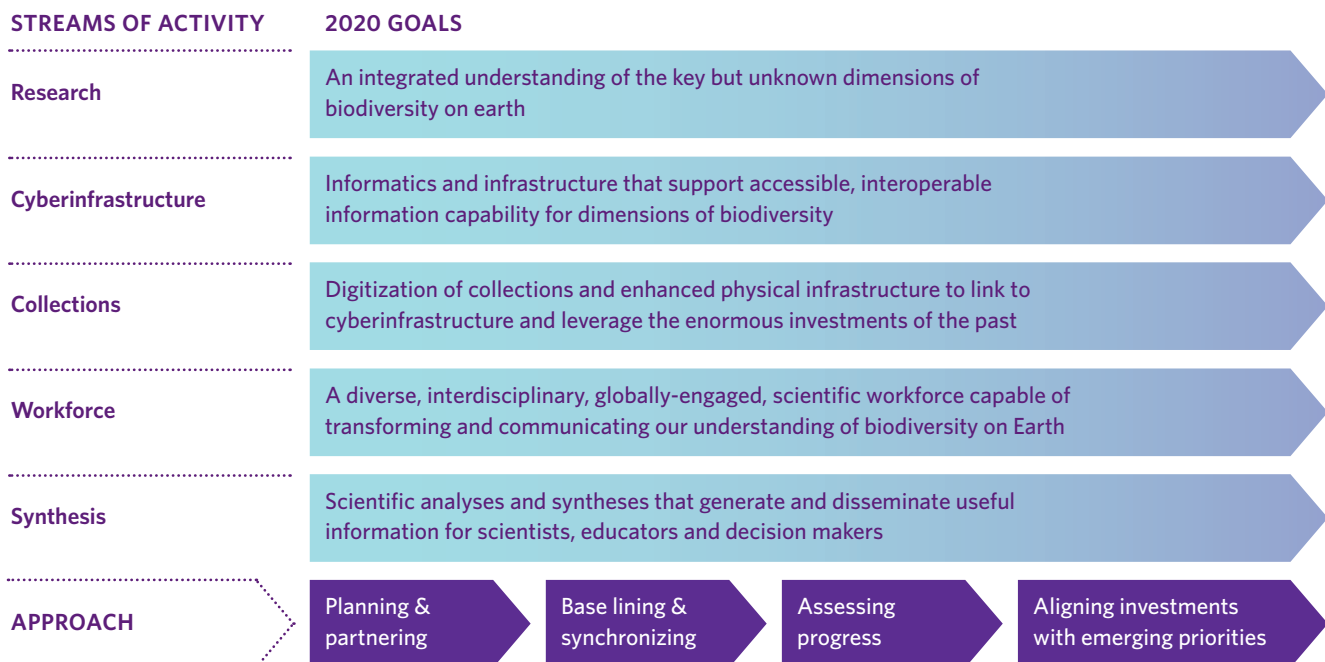 STREAMS OF ACTIVITY
2020 GOALS
Research
An integrated understanding of the key but unknown dimensions of
biodiversity on earth
Cyberinfrastructure
Informatics and infrastructure that support accessible, interoperable
information capability for dimensions of biodiversity
Collections
Digitization of collections and enhanced physical infrastructure to link to
cyberinfrastructure and leverage the enormous investments of the past
Workforce
A diverse, interdisciplinary, globally-engaged, scientific workforce capable of
transforming and communicating our understanding of biodiversity on Earth
Synthesis
Scientific analyses and syntheses that generate and disseminate useful
information for scientists, educators and decision makers
APPROACH
Planning &
partnering
Base lining &
synchronizing
Assessing
progress
Aligning investments
with emerging priorities